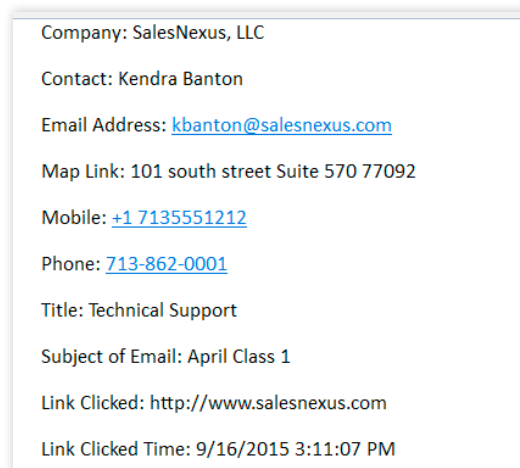 Company: SalesNexus, LLC
Contact: Kendra Banton
Email Address: kbanton@salesnexus.com
Map Link: 101 south street Suite 570 77092
Mobile: +1 7135551212
Phone: 713-862-0001
Title: Technical Support
Subject of Email: April Class 1
Link Clicked: http://www.salesnexus.com
Link Clicked Time: 9/16/2015 3:11:07 PM